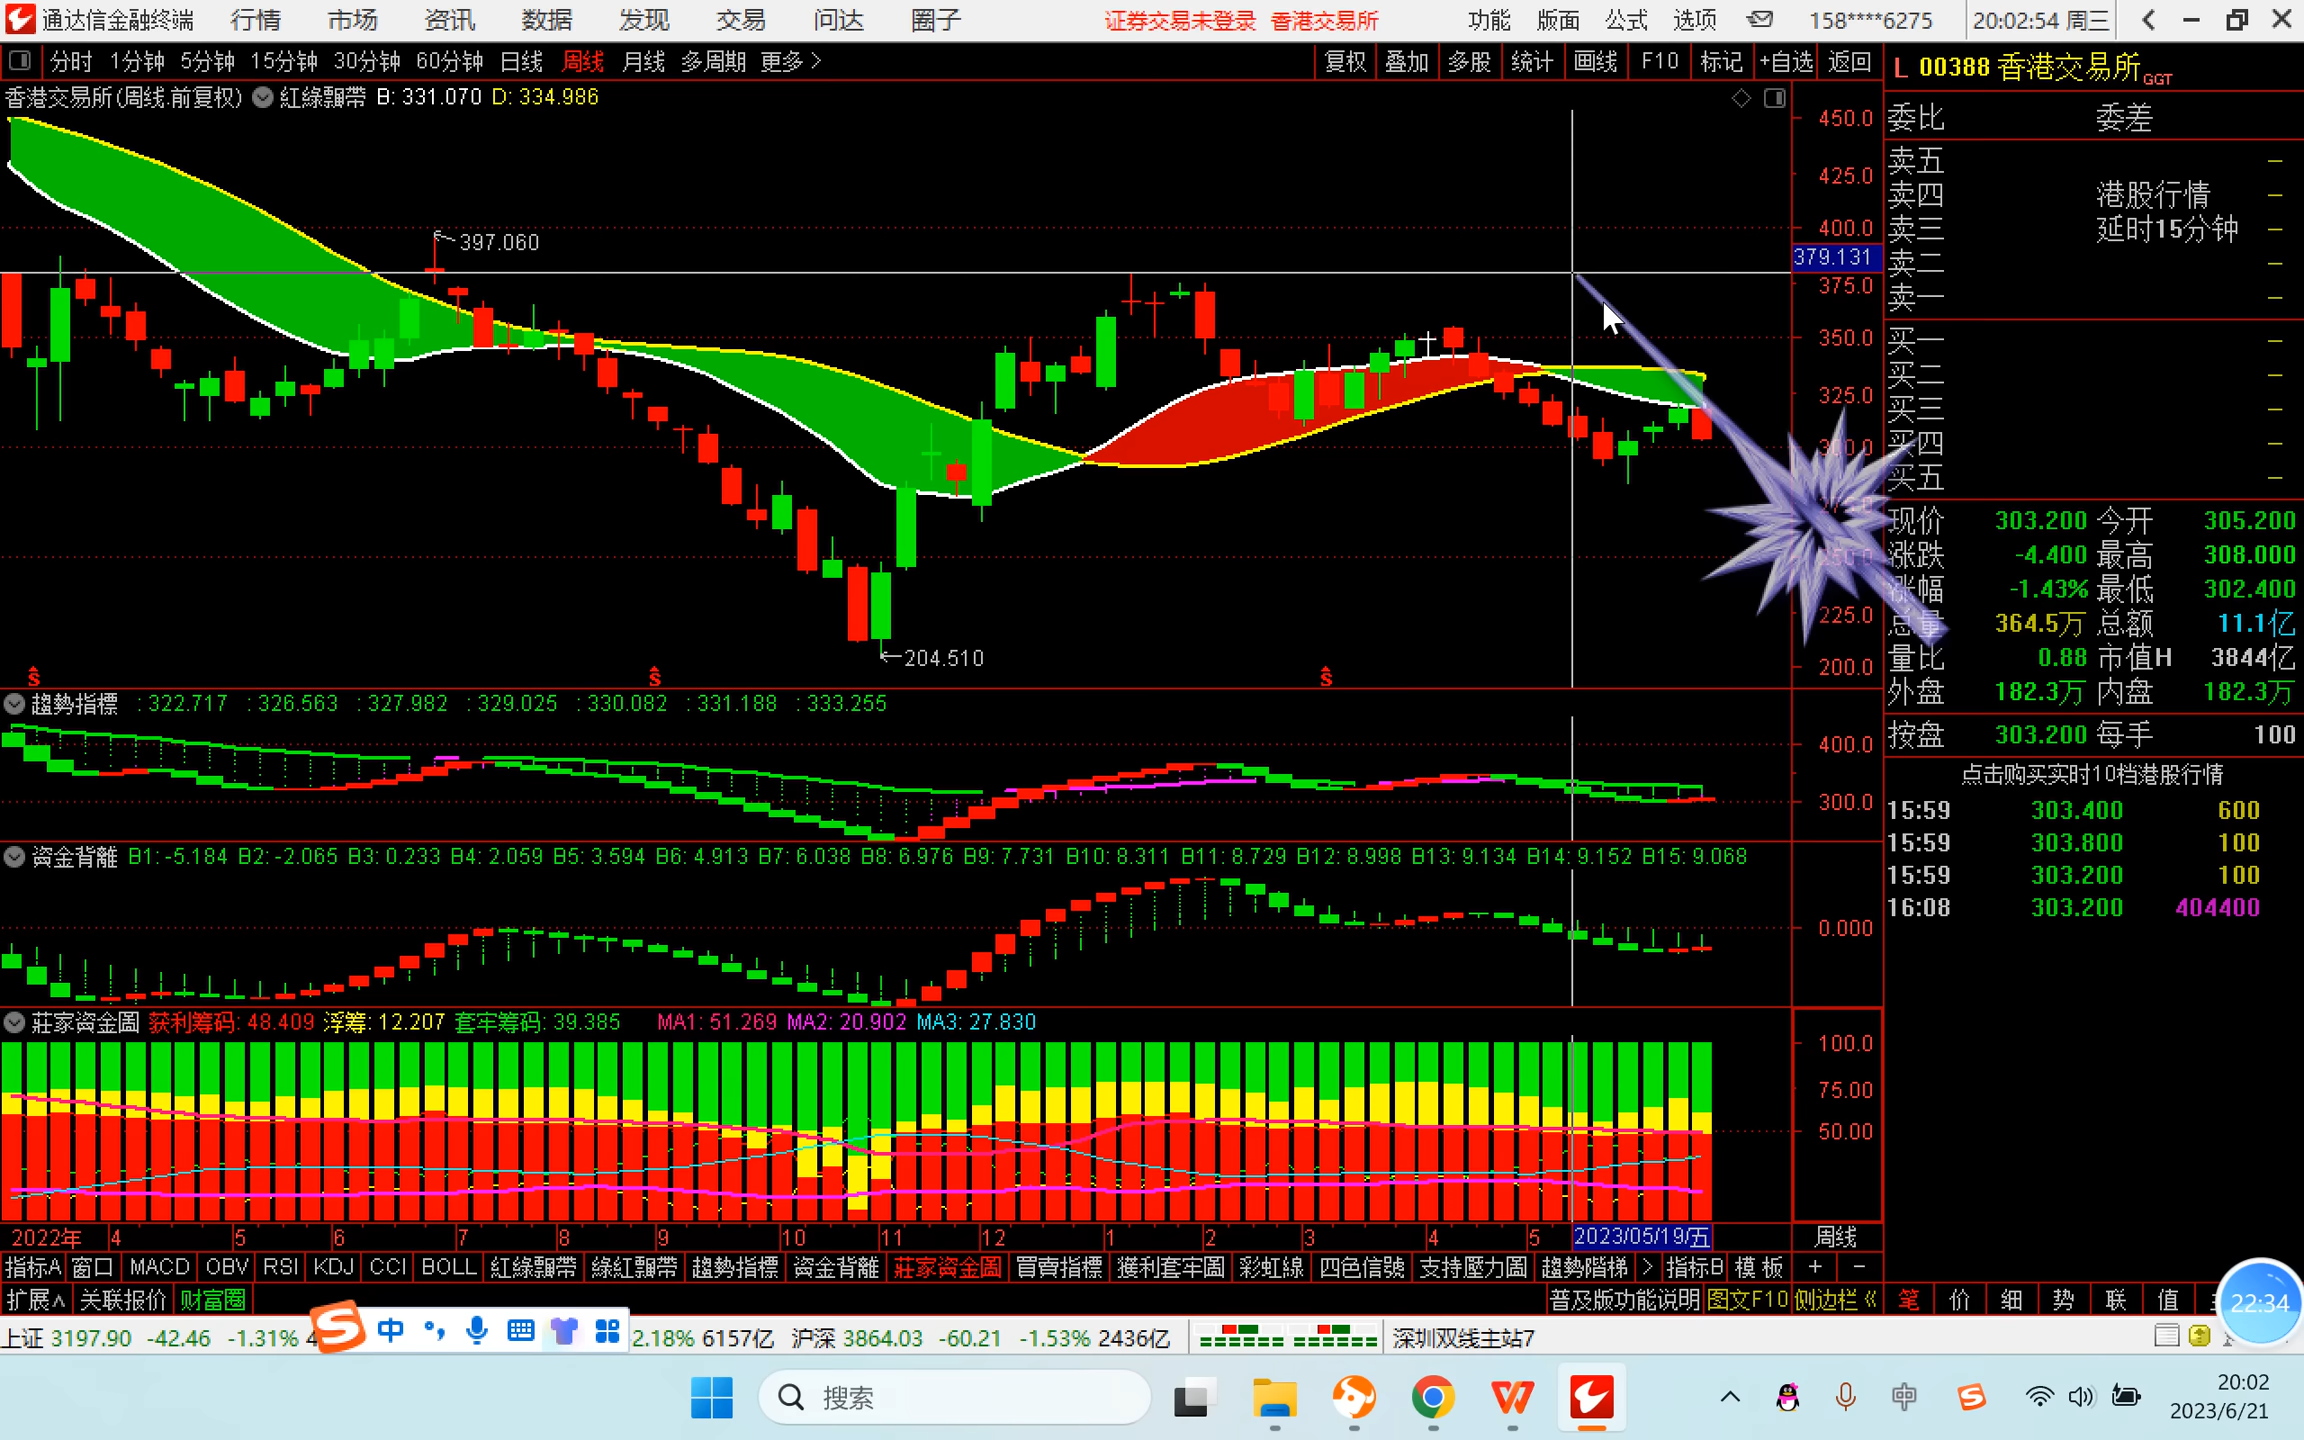 通达信金融终端 行情 市场 资讯 数据 发现 交易 问达 圈子 证券交易未登录 香港交易所 功能 版面 公式 选项 158****6275 20:02:54 周三
分时 1分钟 5分钟 15分钟 30分钟 60分钟 日线 周线 月线 多周期 更多 复权 叠加 多股 统计 画线 F10 标记 +自选 返回
L 00388 香港交易所 GGT
香港交易所(周线.前复权) 紅綠飄帶 B: 331.070 D: 334.986
450.0
425.0
400.0
379.131
375.0
350.0
325.0
300.0
225.0
200.0
397.060
204.510
S S S
委比 委差
卖五
卖四 港股行情
卖三 延时15分钟
卖二
卖一
买一
买二
买三
买四
买五
现价 303.200 今开 305.200
涨跌 -4.400 最高 308.000
涨幅 -1.43% 最低 302.400
总量 364.5万 总额 11.1亿
量比 0.88 市值H 3844亿
外盘 182.3万 内盘 182.3万
按盘 303.200 每手 100
点击购买实时10档港股行情
15:59 303.400 600
15:59 303.800 100
15:59 303.200 100
16:08 303.200 404400
趨勢指標 : 322.717 : 326.563 : 327.982 : 329.025 : 330.082 : 331.188 : 333.255
400.0
300.0
资金背離 B1: -5.184 B2: -2.065 B3: 0.233 B4: 2.059 B5: 3.594 B6: 4.913 B7: 6.038 B8: 6.976 B9: 7.731 B10: 8.311 B11: 8.729 B12: 8.998 B13: 9.134 B14: 9.152 B15: 9.068
0.000
莊家资金圖 获利筹码: 48.409 浮筹: 12.207 套牢筹码: 39.385 MA1: 51.269 MA2: 20.902 MA3: 27.830
100.0
75.00
50.00
2022年 4 5 6 7 8 9 10 11 12 1 2 3 4 5 2023/05/19/五 周线
指标A 窗口 MACD OBV RSI KDJ CCI BOLL 紅綠飄帶 綠紅飄帶 趨勢指標 资金背離 莊家资金圖 買賣指標 獲利套牢圖 彩虹線 四色信號 支持壓力圖 趨勢階梯 > 指标B 模板 + -
扩展∧ 关联报价 财富圈 普及版功能说明 图文F10 侧边栏《 笔 价 细 势 联 值
22:34
上证 3197.90 -42.46 -1.31% 中 2.18% 6157亿 沪深 3864.03 -60.21 -1.53% 2436亿 深圳双线主站7
搜索
中
20:02
2023/6/21